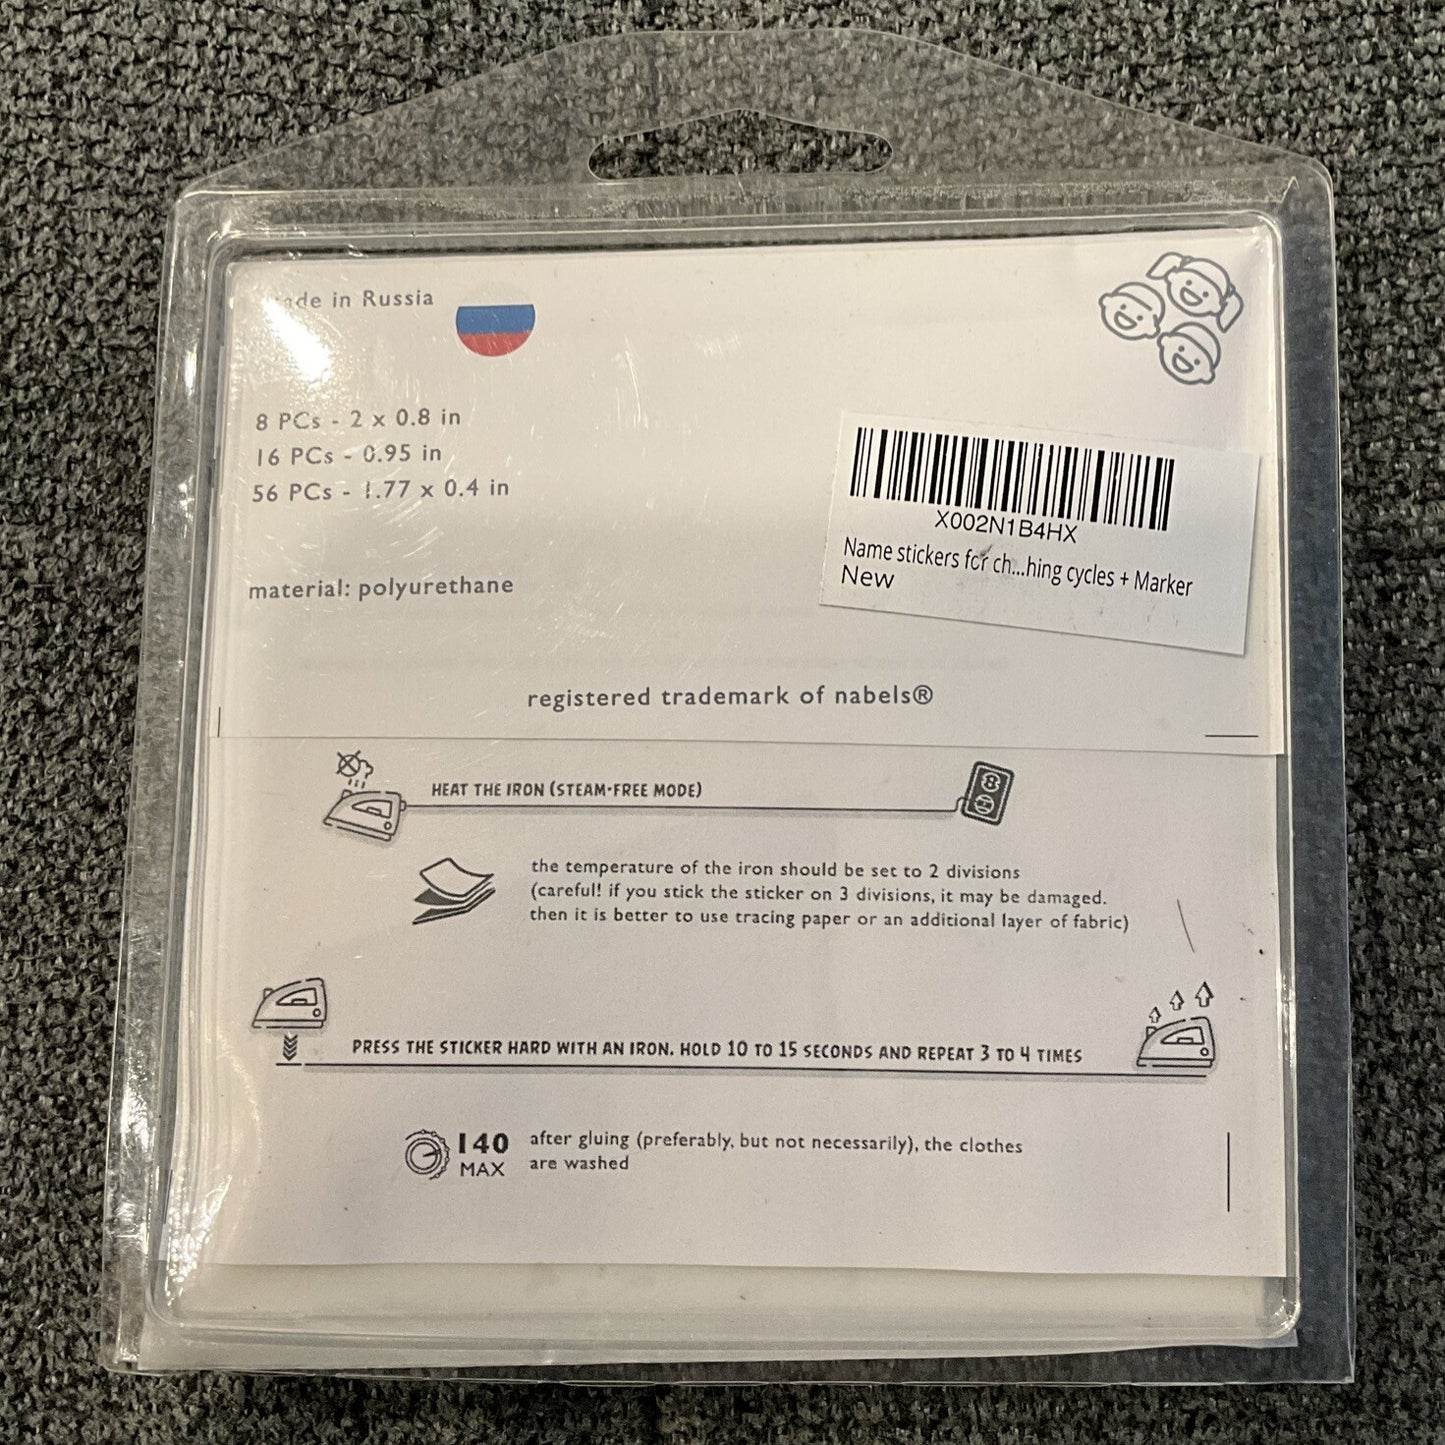 in Russia
8 PCs - 2 x 0.8 in
16 PCs - 0.95 in
56 PCs - 1.77 x 0.4 in
material: polyurethane
X002N1B4HX
Name stickers for ch...hing cycles + Marker
New
registered trademark of nabels®
HEAT THE IRON (STEAM-FREE MODE)
8
the temperature of the iron should be set to 2 divisions
(careful! if you stick the sticker on 3 divisions, it may be damaged.
then it is better to use tracing paper or an additional layer of fabric)
PRESS THE STICKER HARD WITH AN IRON. HOLD 10 TO 15 SECONDS AND REPEAT 3 TO 4 TIMES
140
MAX
after gluing (preferably, but not necessarily), the clothes
are washed